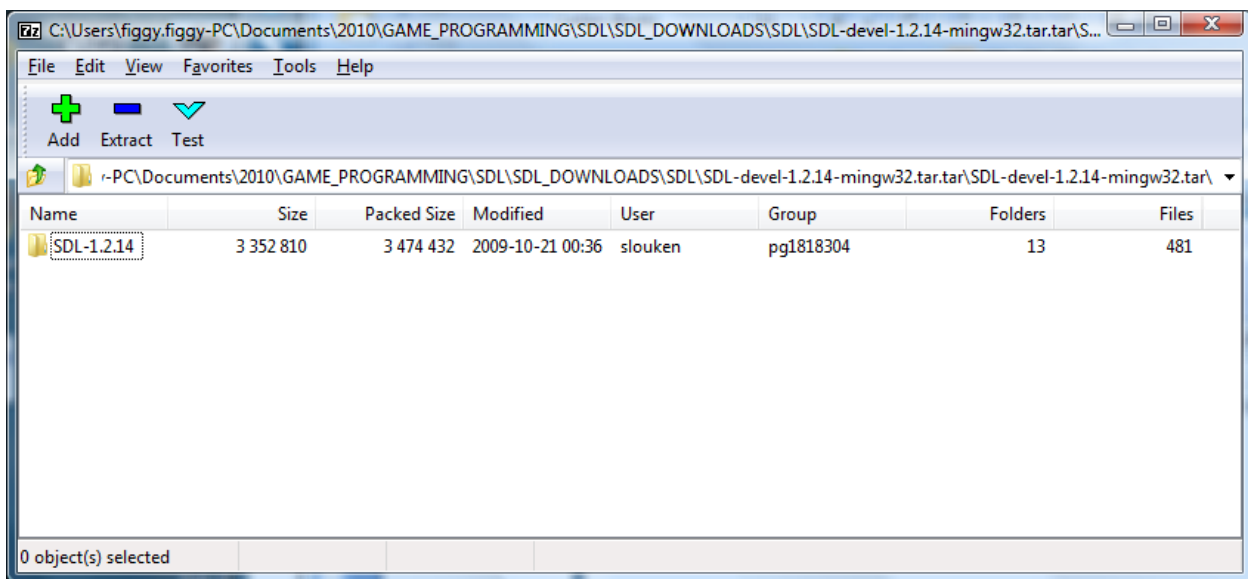 7z C:\Users\figgy.figgy-PC\Documents\2010\GAME_PROGRAMMING\SDL\SDL_DOWNLOADS\SDL\SDL-devel-1.2.14-mingw32.tar.tar\S...
File Edit View Favorites Tools Help
Add Extract Test
-PC\Documents\2010\GAME_PROGRAMMING\SDL\SDL_DOWNLOADS\SDL\SDL-devel-1.2.14-mingw32.tar.tar\SDL-devel-1.2.14-mingw32.tar\
Name Size Packed Size Modified User Group Folders Files
SDL-1.2.14 3 352 810 3 474 432 2009-10-21 00:36 slouken pg1818304 13 481
0 object(s) selected